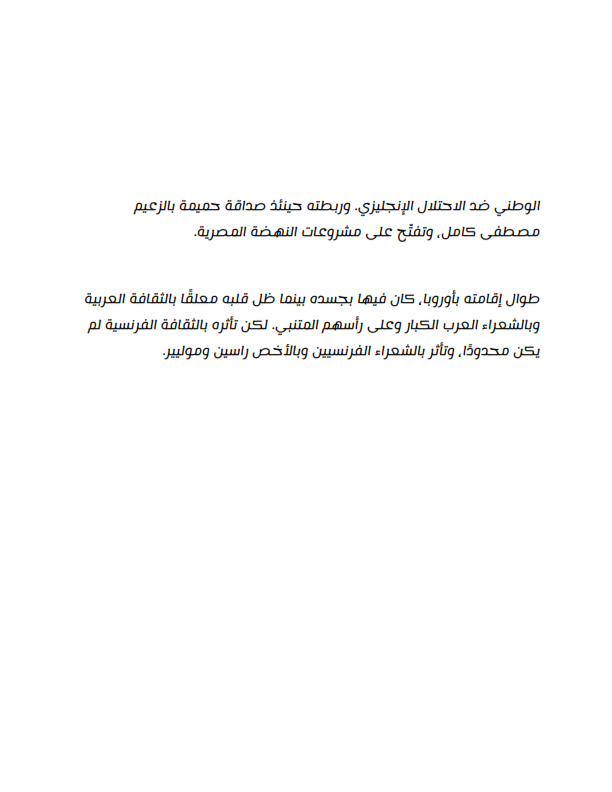 الوطني ضد الاحتلال الإنجليزي. وربطته حينئذ صداقة حميمة بالزعيم
مصطفى كامل، وتفتّح على مشروعات النهضة المصرية.
طوال إقامته بأوروبا، كان فيها بجسده بينما ظل قلبه معلقًا بالثقافة العربية
وبالشعراء العرب الكبار وعلى رأسهم المتنبي. لكن تأثره بالثقافة الفرنسية لم
يكن محدودًا، وتأثر بالشعراء الفرنسيين وبالأخص راسين وموليير.